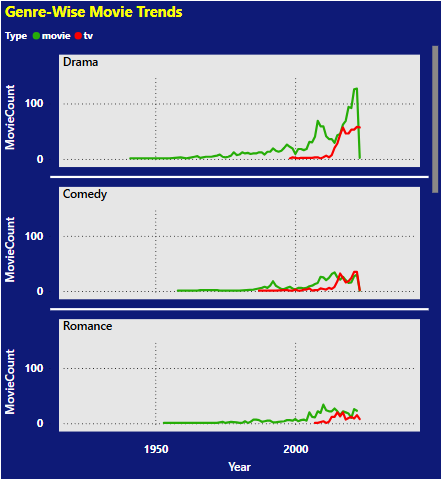 Genre-Wise Movie Trends
Type movie tv
Drama
MovieCount
100
0
Comedy
MovieCount
100
0
Romance
MovieCount
100
0
1950 2000
Year